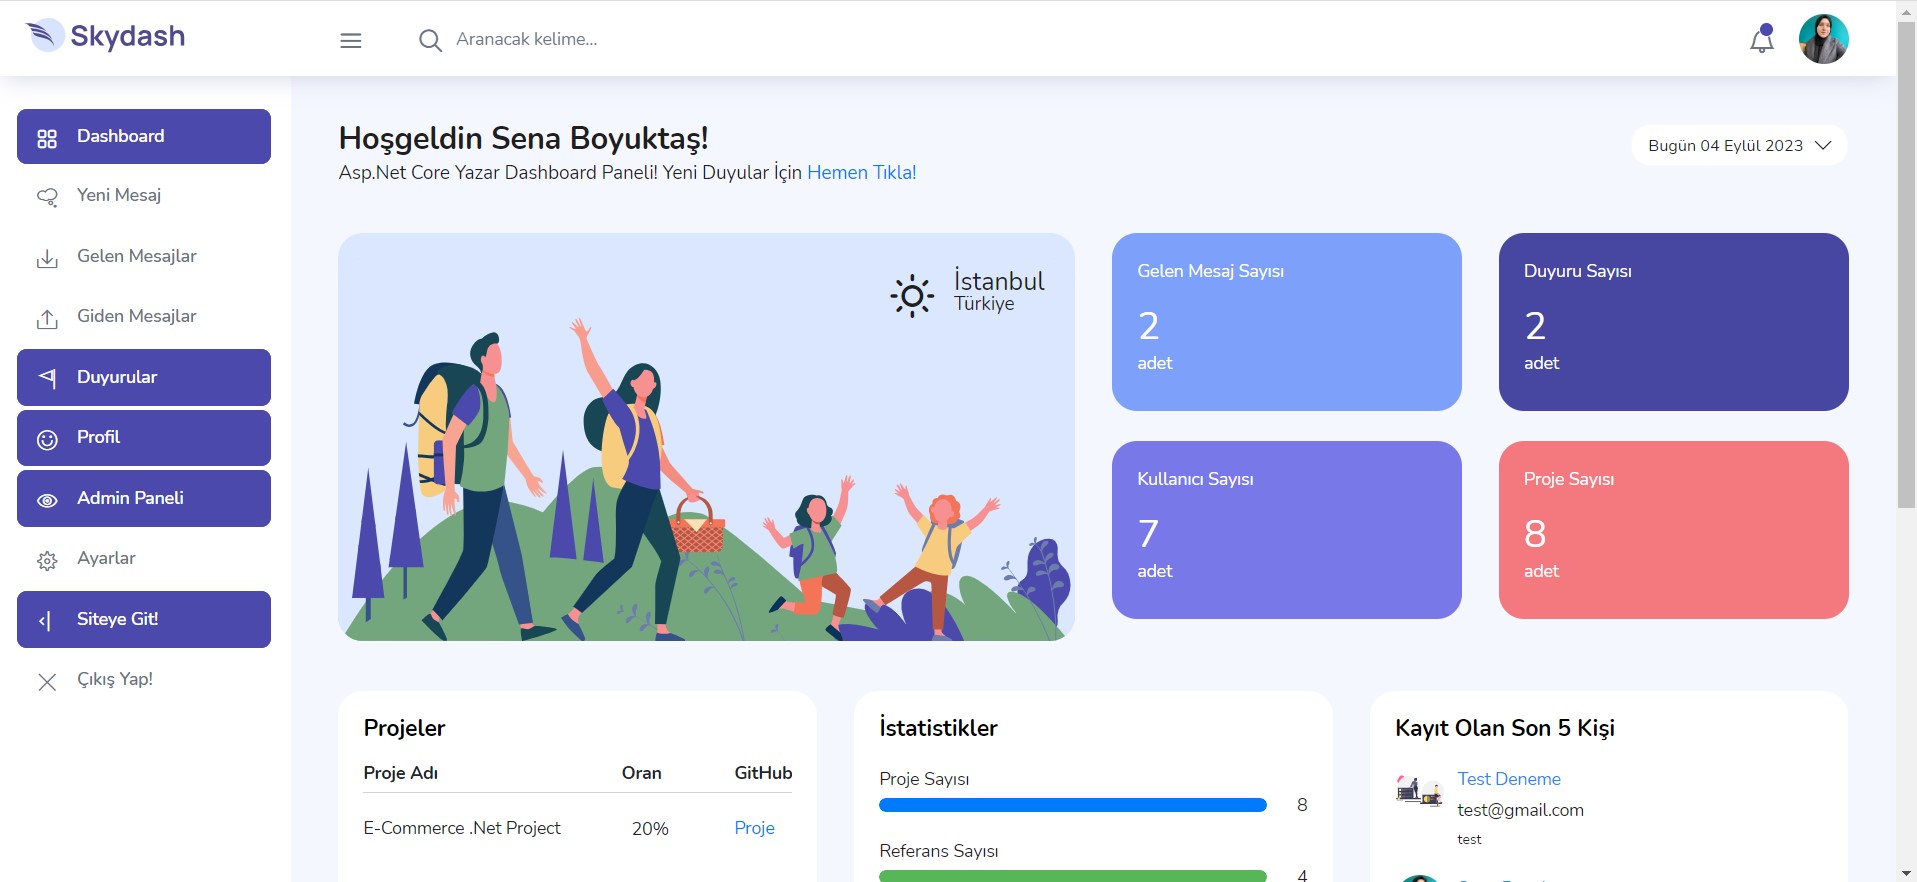 Skydash
Aranacak kelime...
Dashboard
Yeni Mesaj
Gelen Mesajlar
Giden Mesajlar
Duyurular
Profil
Admin Paneli
Ayarlar
Siteye Git!
Çıkış Yap!
Hoşgeldin Sena Boyuktaş!
Asp.Net Core Yazar Dashboard Paneli! Yeni Duyular İçin Hemen Tıkla!
Bugün 04 Eylül 2023
İstanbul
Türkiye
Gelen Mesaj Sayısı
2
adet
Duyuru Sayısı
2
adet
Kullanıcı Sayısı
7
adet
Proje Sayısı
8
adet
Projeler
Proje Adı Oran GitHub
E-Commerce .Net Project 20% Proje
İstatistikler
Proje Sayısı
8
Referans Sayısı
4
Kayıt Olan Son 5 Kişi
Test Deneme
test@gmail.com
test